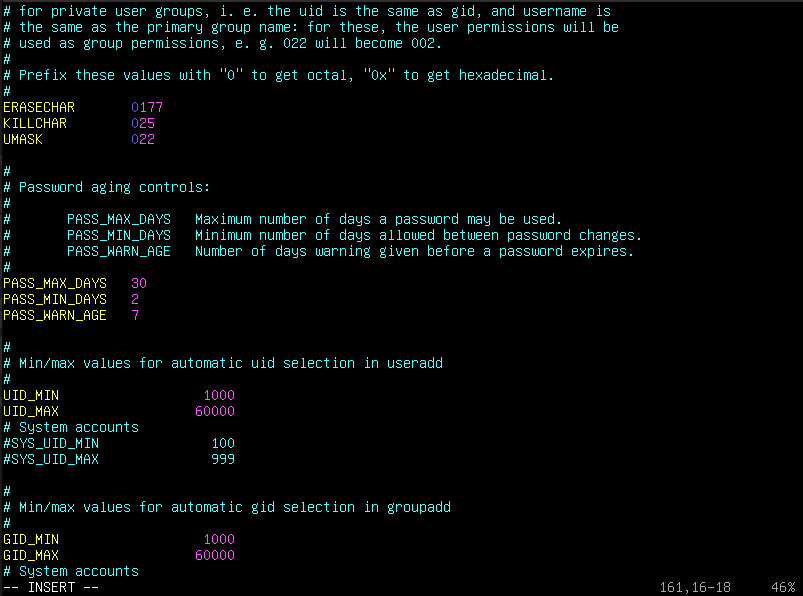 # for private user groups, i. e. the uid is the same as gid, and username is
# the same as the primary group name: for these, the user permissions will be
# used as group permissions, e. g. 022 will become 002.
#
# Prefix these values with "0" to get octal, "0x" to get hexadecimal.
#
ERASECHAR       0177
KILLCHAR        025
UMASK           022

#
# Password aging controls:
#
#       PASS_MAX_DAYS   Maximum number of days a password may be used.
#       PASS_MIN_DAYS   Minimum number of days allowed between password changes.
#       PASS_WARN_AGE   Number of days warning given before a password expires.
#
PASS_MAX_DAYS   30
PASS_MIN_DAYS   2
PASS_WARN_AGE   7

#
# Min/max values for automatic uid selection in useradd
#
UID_MIN                  1000
UID_MAX                 60000
# System accounts
#SYS_UID_MIN              100
#SYS_UID_MAX              999

#
# Min/max values for automatic gid selection in groupadd
#
GID_MIN                  1000
GID_MAX                 60000
# System accounts
-- INSERT --                                                                      161,16-18     46%